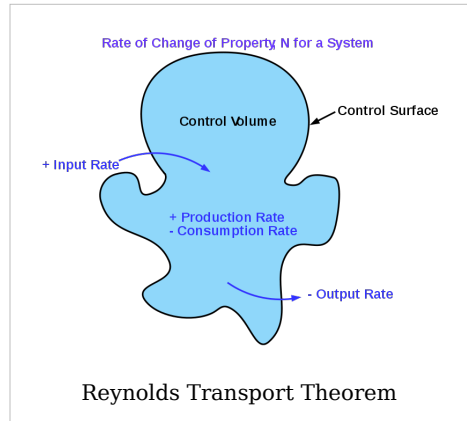 Rate of Change of Property, N for a System
Control Volume
Control Surface
+ Input Rate
+ Production Rate
- Consumption Rate
- Output Rate
Reynolds Transport Theorem